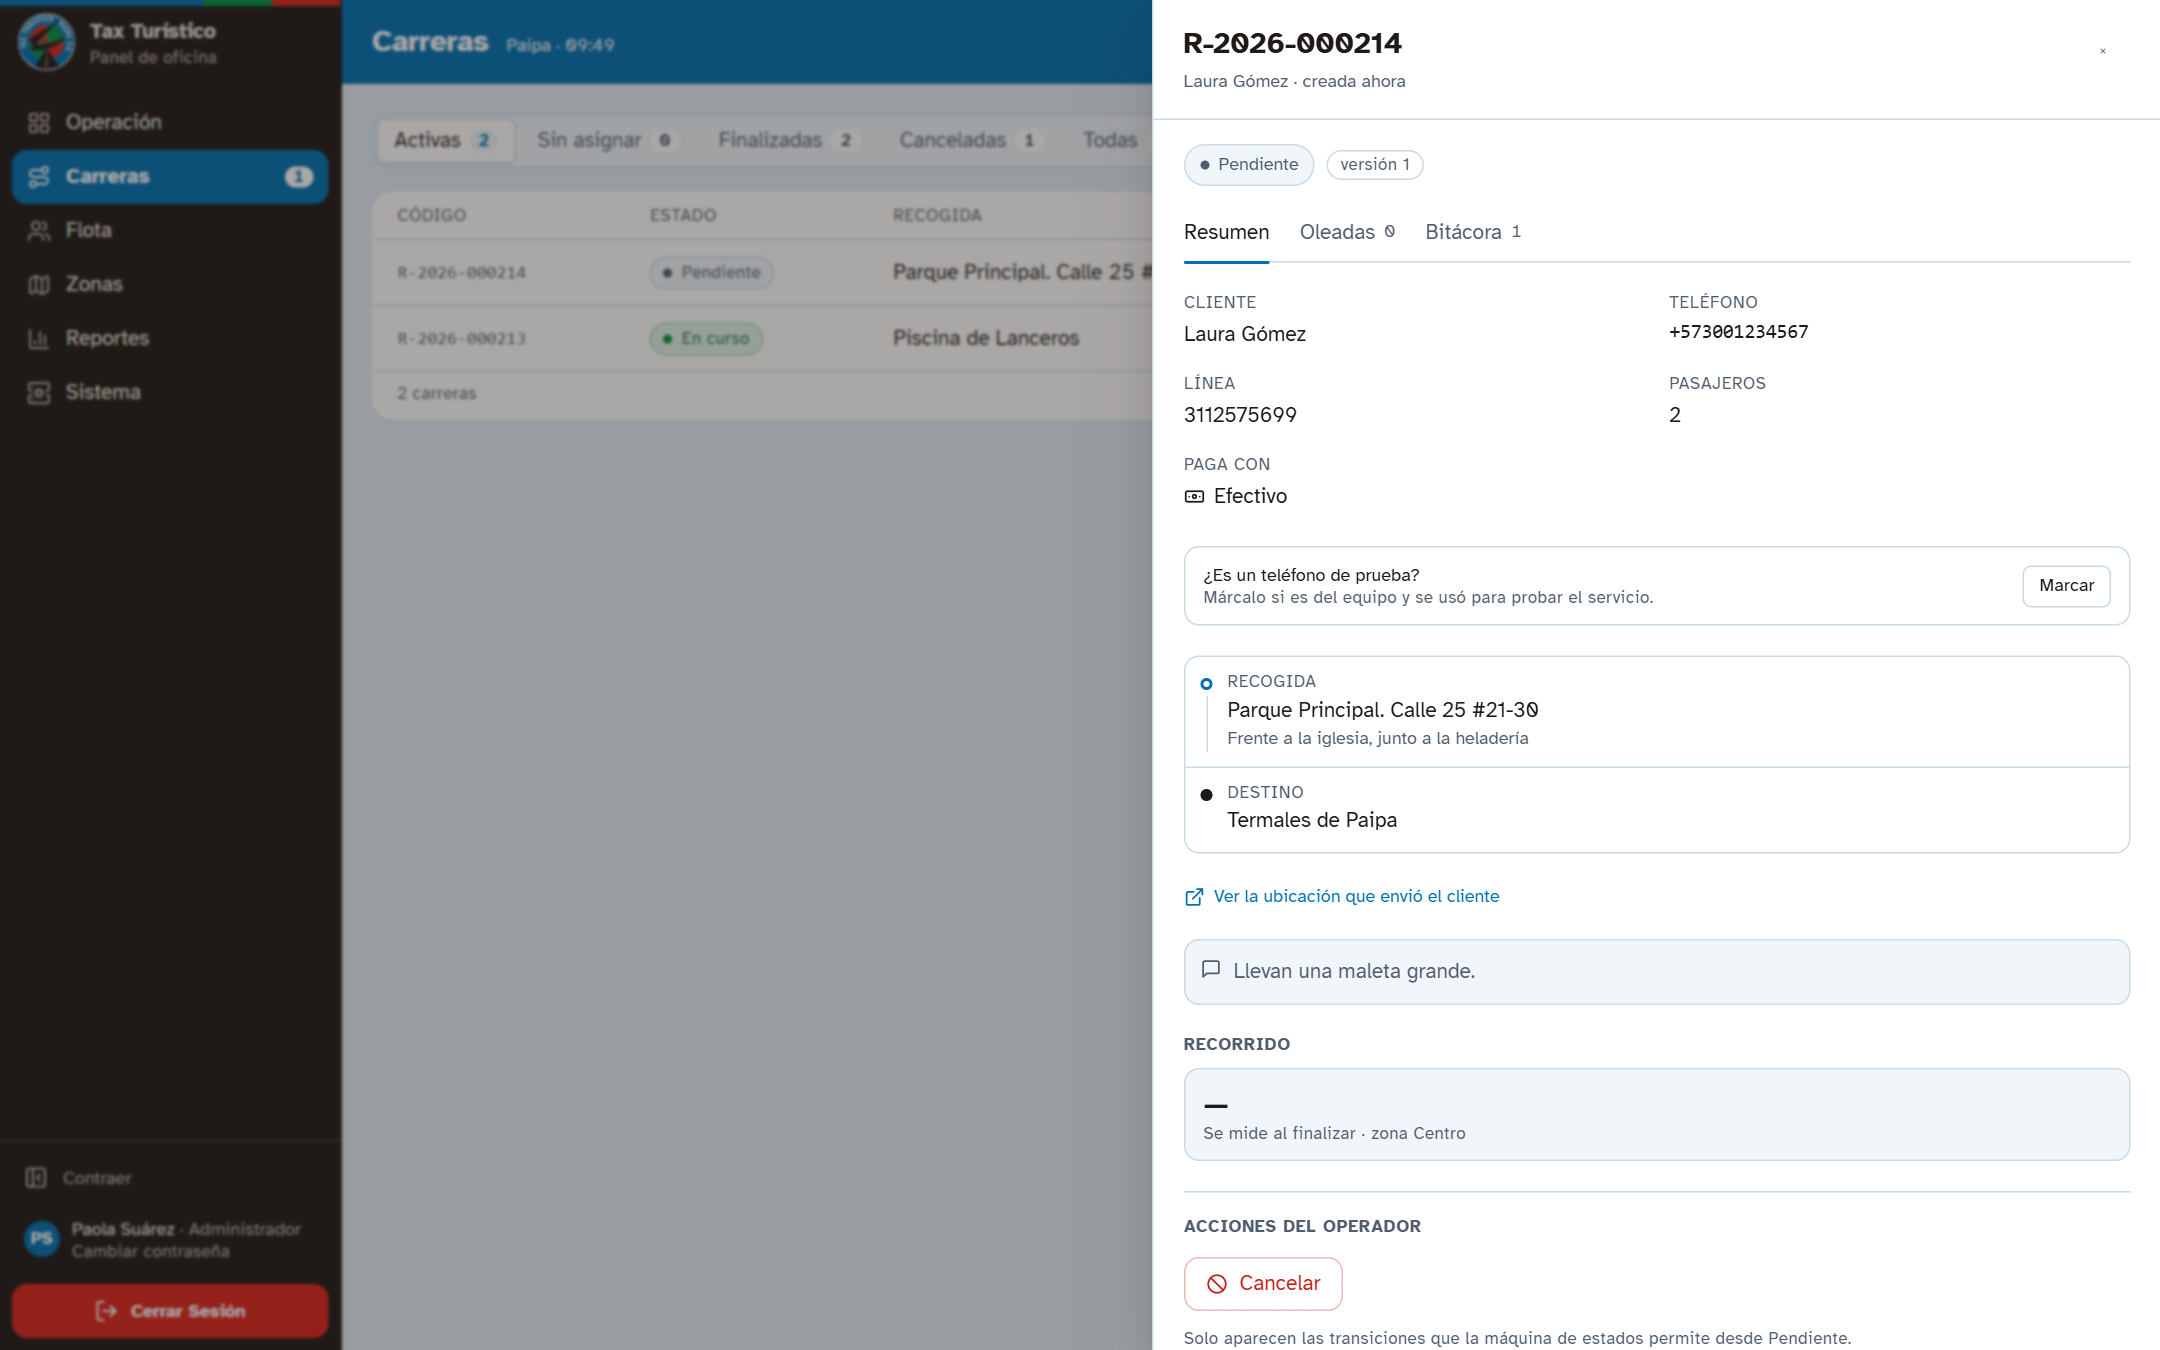 Tax Turístico
Panel de oficina
Operación
Carreras 1
Flota
Zonas
Reportes
Sistema
Contraer
PS
Paola Suárez · Administrador
Cambiar contraseña
Cerrar Sesión
Carreras Paipa · 09:49
Activas 2 Sin asignar 0 Finalizadas 2 Canceladas 1 Todas
CÓDIGO ESTADO RECOGIDA
R-2026-000214 Pendiente Parque Principal. Calle 25 #
R-2026-000213 En curso Piscina de Lanceros
2 carreras
R-2026-000214
×
Laura Gómez · creada ahora
Pendiente versión 1
Resumen Oleadas 0 Bitácora 1
CLIENTE TELÉFONO
Laura Gómez +573001234567
LÍNEA PASAJEROS
3112575699 2
PAGA CON
Efectivo
¿Es un teléfono de prueba?
Márcalo si es del equipo y se usó para probar el servicio.
Marcar
RECOGIDA
Parque Principal. Calle 25 #21-30
Frente a la iglesia, junto a la heladería
DESTINO
Termales de Paipa
Ver la ubicación que envió el cliente
Llevan una maleta grande.
RECORRIDO
—
Se mide al finalizar · zona Centro
ACCIONES DEL OPERADOR
Cancelar
Solo aparecen las transiciones que la máquina de estados permite desde Pendiente.